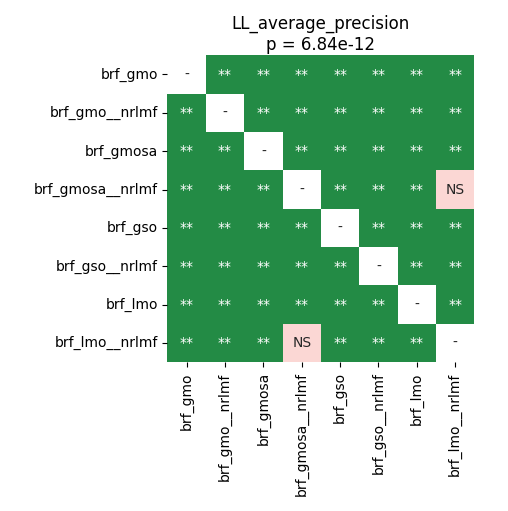 LL_average_precision
p = 6.84e-12
brf_gmo - ** ** ** ** ** ** **
brf_gmo__nrlmf ** - ** ** ** ** ** **
brf_gmosa ** ** - ** ** ** ** **
brf_gmosa__nrlmf ** ** ** - ** ** ** NS
brf_gso ** ** ** ** - ** ** **
brf_gso__nrlmf ** ** ** ** ** - ** **
brf_lmo ** ** ** ** ** ** - **
brf_lmo__nrlmf ** ** ** NS ** ** ** -
brf_gmo
brf_gmo__nrlmf
brf_gmosa
brf_gmosa__nrlmf
brf_gso
brf_gso__nrlmf
brf_lmo
brf_lmo__nrlmf